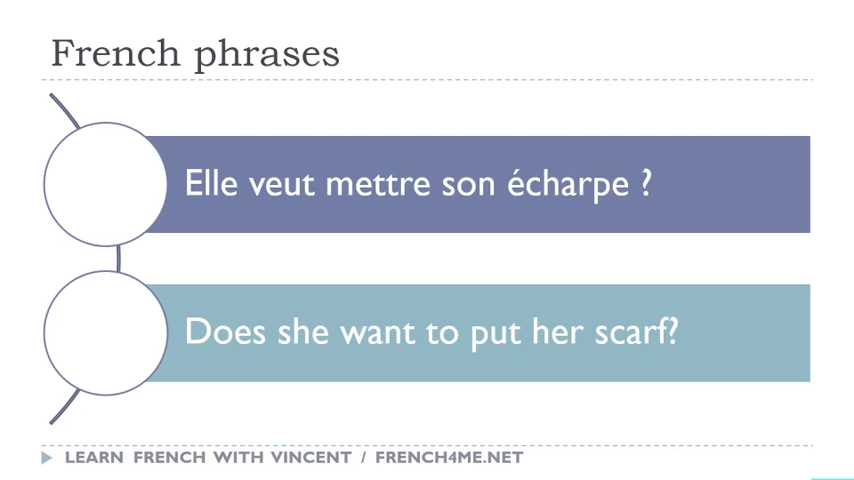 French phrases
Elle veut mettre son écharpe ?
Does she want to put her scarf?
LEARN FRENCH WITH VINCENT / FRENCH4ME.NET